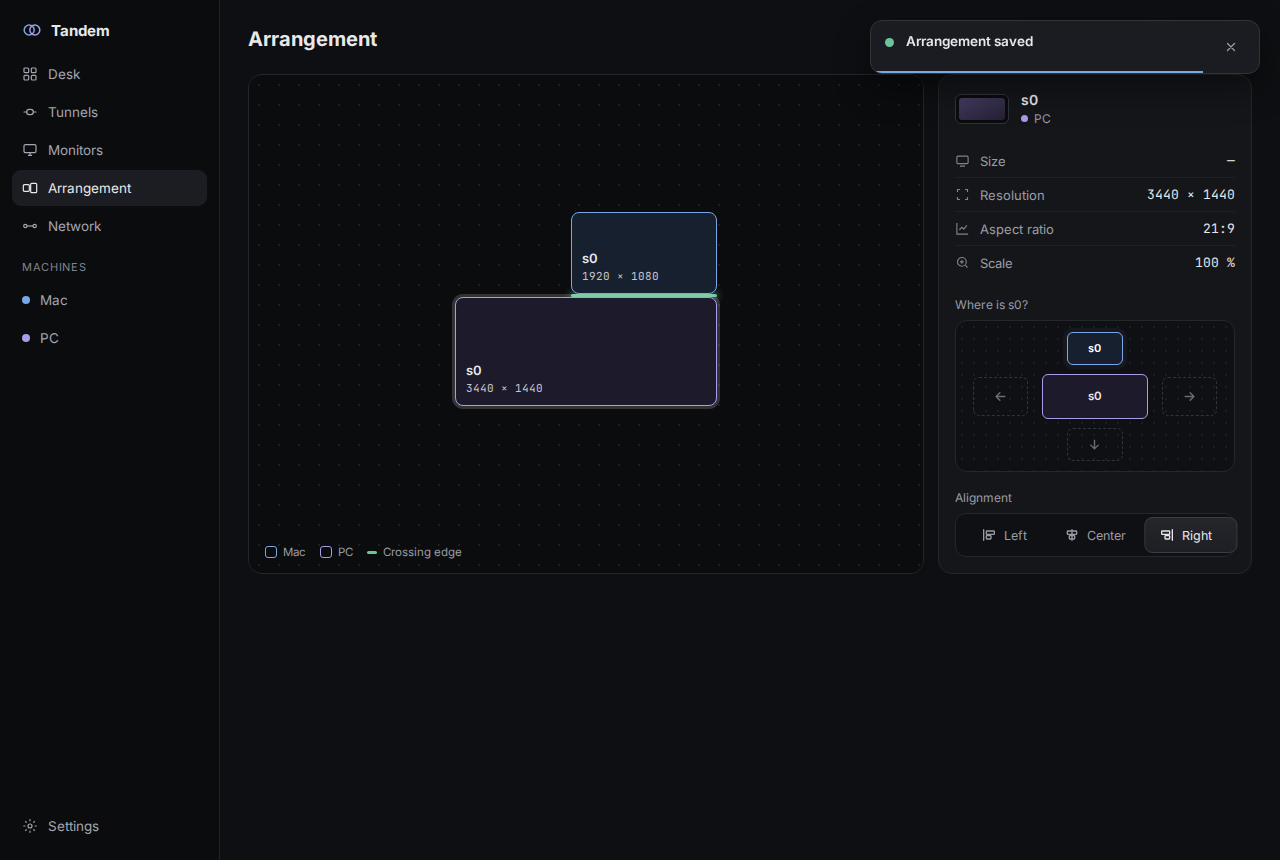 Tandem
Desk
Tunnels
Monitors
Arrangement
Network
MACHINES
Mac
PC
Settings
Arrangement
Arrangement saved
s0
1920 × 1080
s0
3440 × 1440
Mac
PC
Crossing edge
s0
PC
Size –
Resolution 3440 × 1440
Aspect ratio 21:9
Scale 100 %
Where is s0?
s0
← s0 →
↓
Alignment
Left Center Right